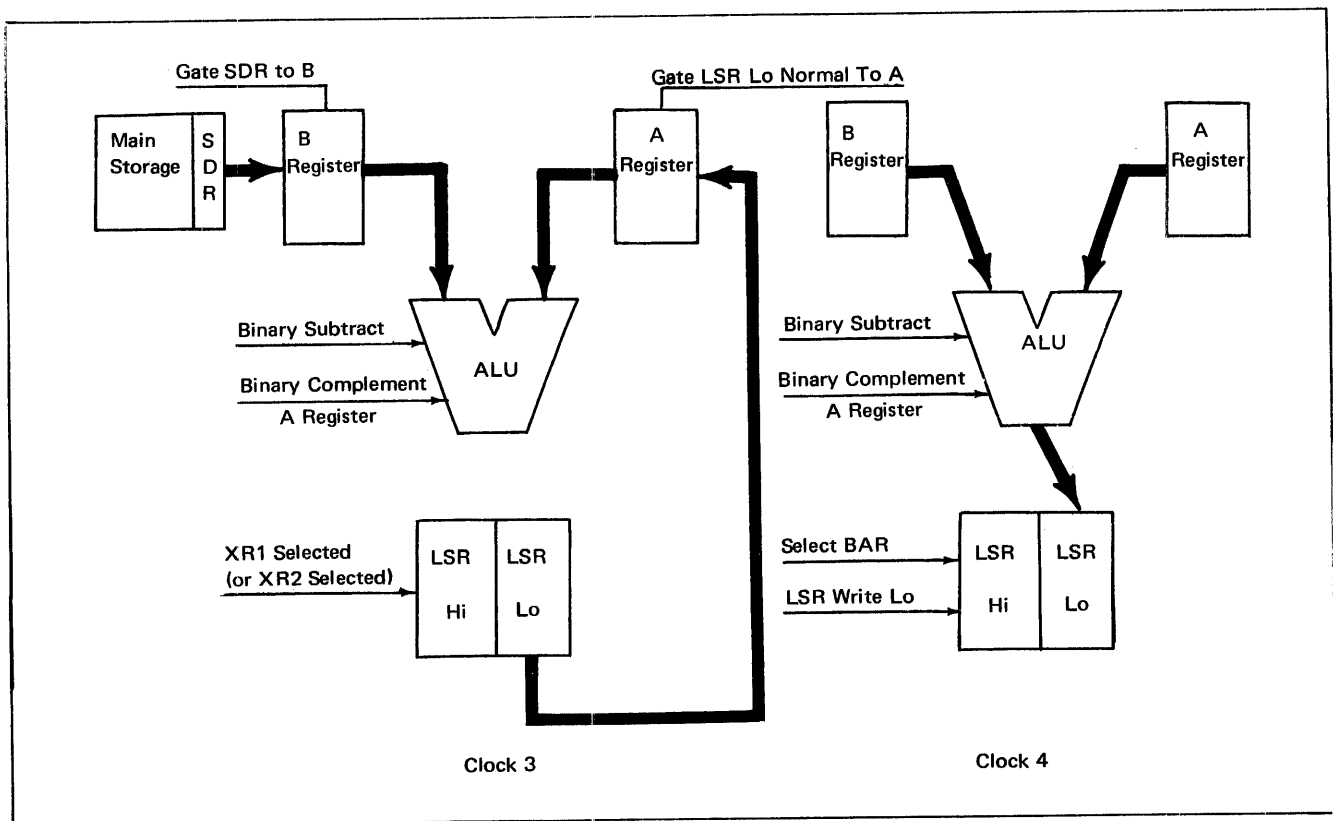 Gate SDR to B
Main
Storage
S
D
R
B
Register
Gate LSR Lo Normal To A
A
Register
Binary Subtract
Binary Complement
A Register
ALU
XR1 Selected
(or XR2 Selected)
LSR
Hi
LSR
Lo
Clock 3
B
Register
A
Register
Binary Subtract
Binary Complement
A Register
ALU
Select BAR
LSR Write Lo
LSR
Hi
LSR
Lo
Clock 4